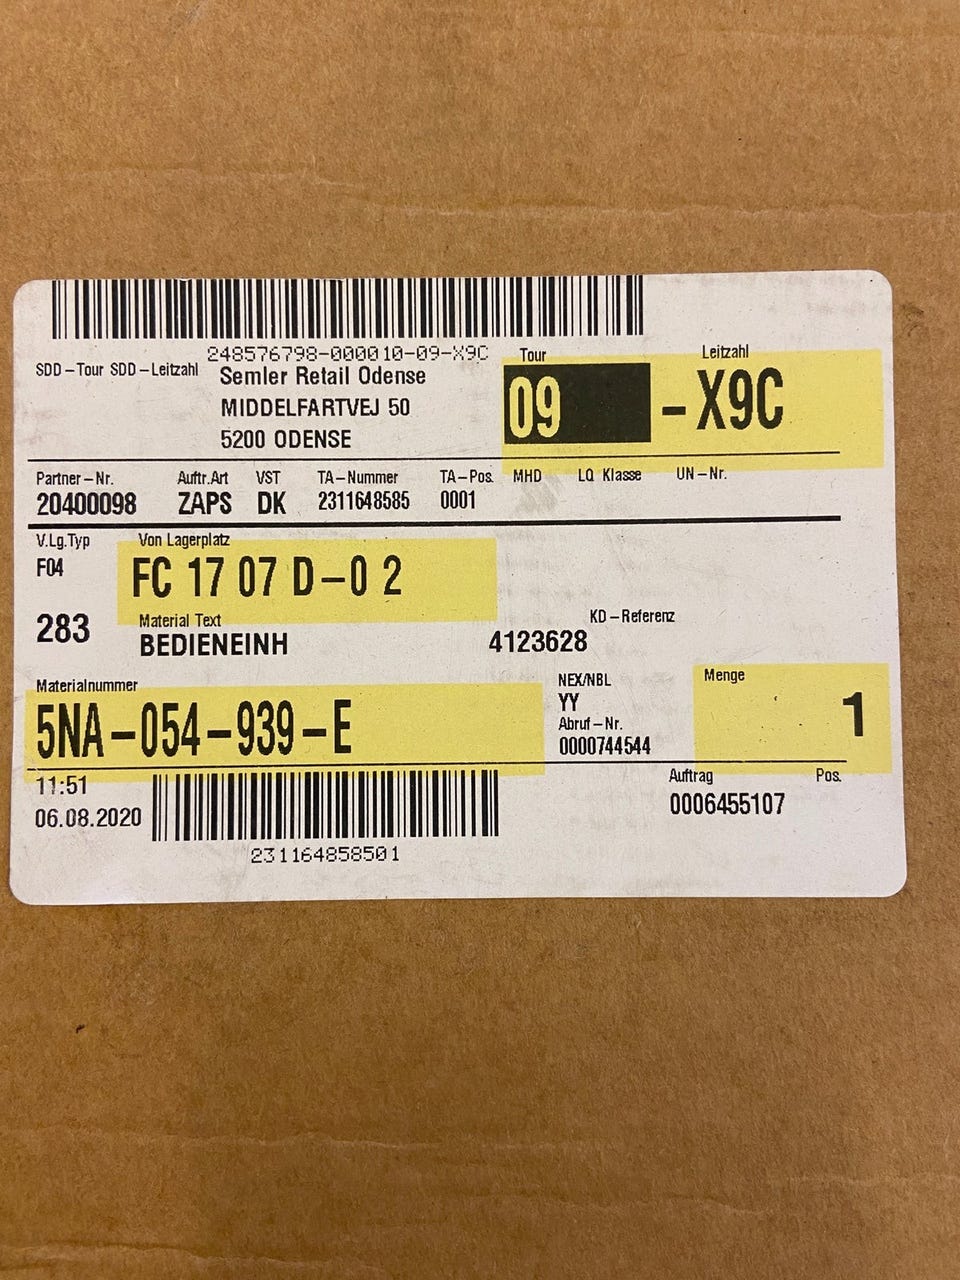 248576798-000010-09-X9C
SDD-Tour SDD-Leitzahl
Semler Retail Odense
MIDDELFARTVEJ 50
5200 ODENSE
Tour
Leitzahl
09 - X9C
Partner-Nr. Auftr.Art VST TA-Nummer TA-Pos. MHD LQ Klasse UN-Nr.
20400098 ZAPS DK 2311648585 0001
V.Lg.Typ Von Lagerplatz
F04 FC 17 07 D-0 2
283
Material Text KD-Referenz
BEDIENEINH 4123628
Materialnummer NEX/NBL Menge
5NA-054-939-E YY 1
Abruf-Nr.
0000744544
11:51 Auftrag Pos.
06.08.2020 0006455107
231164858501